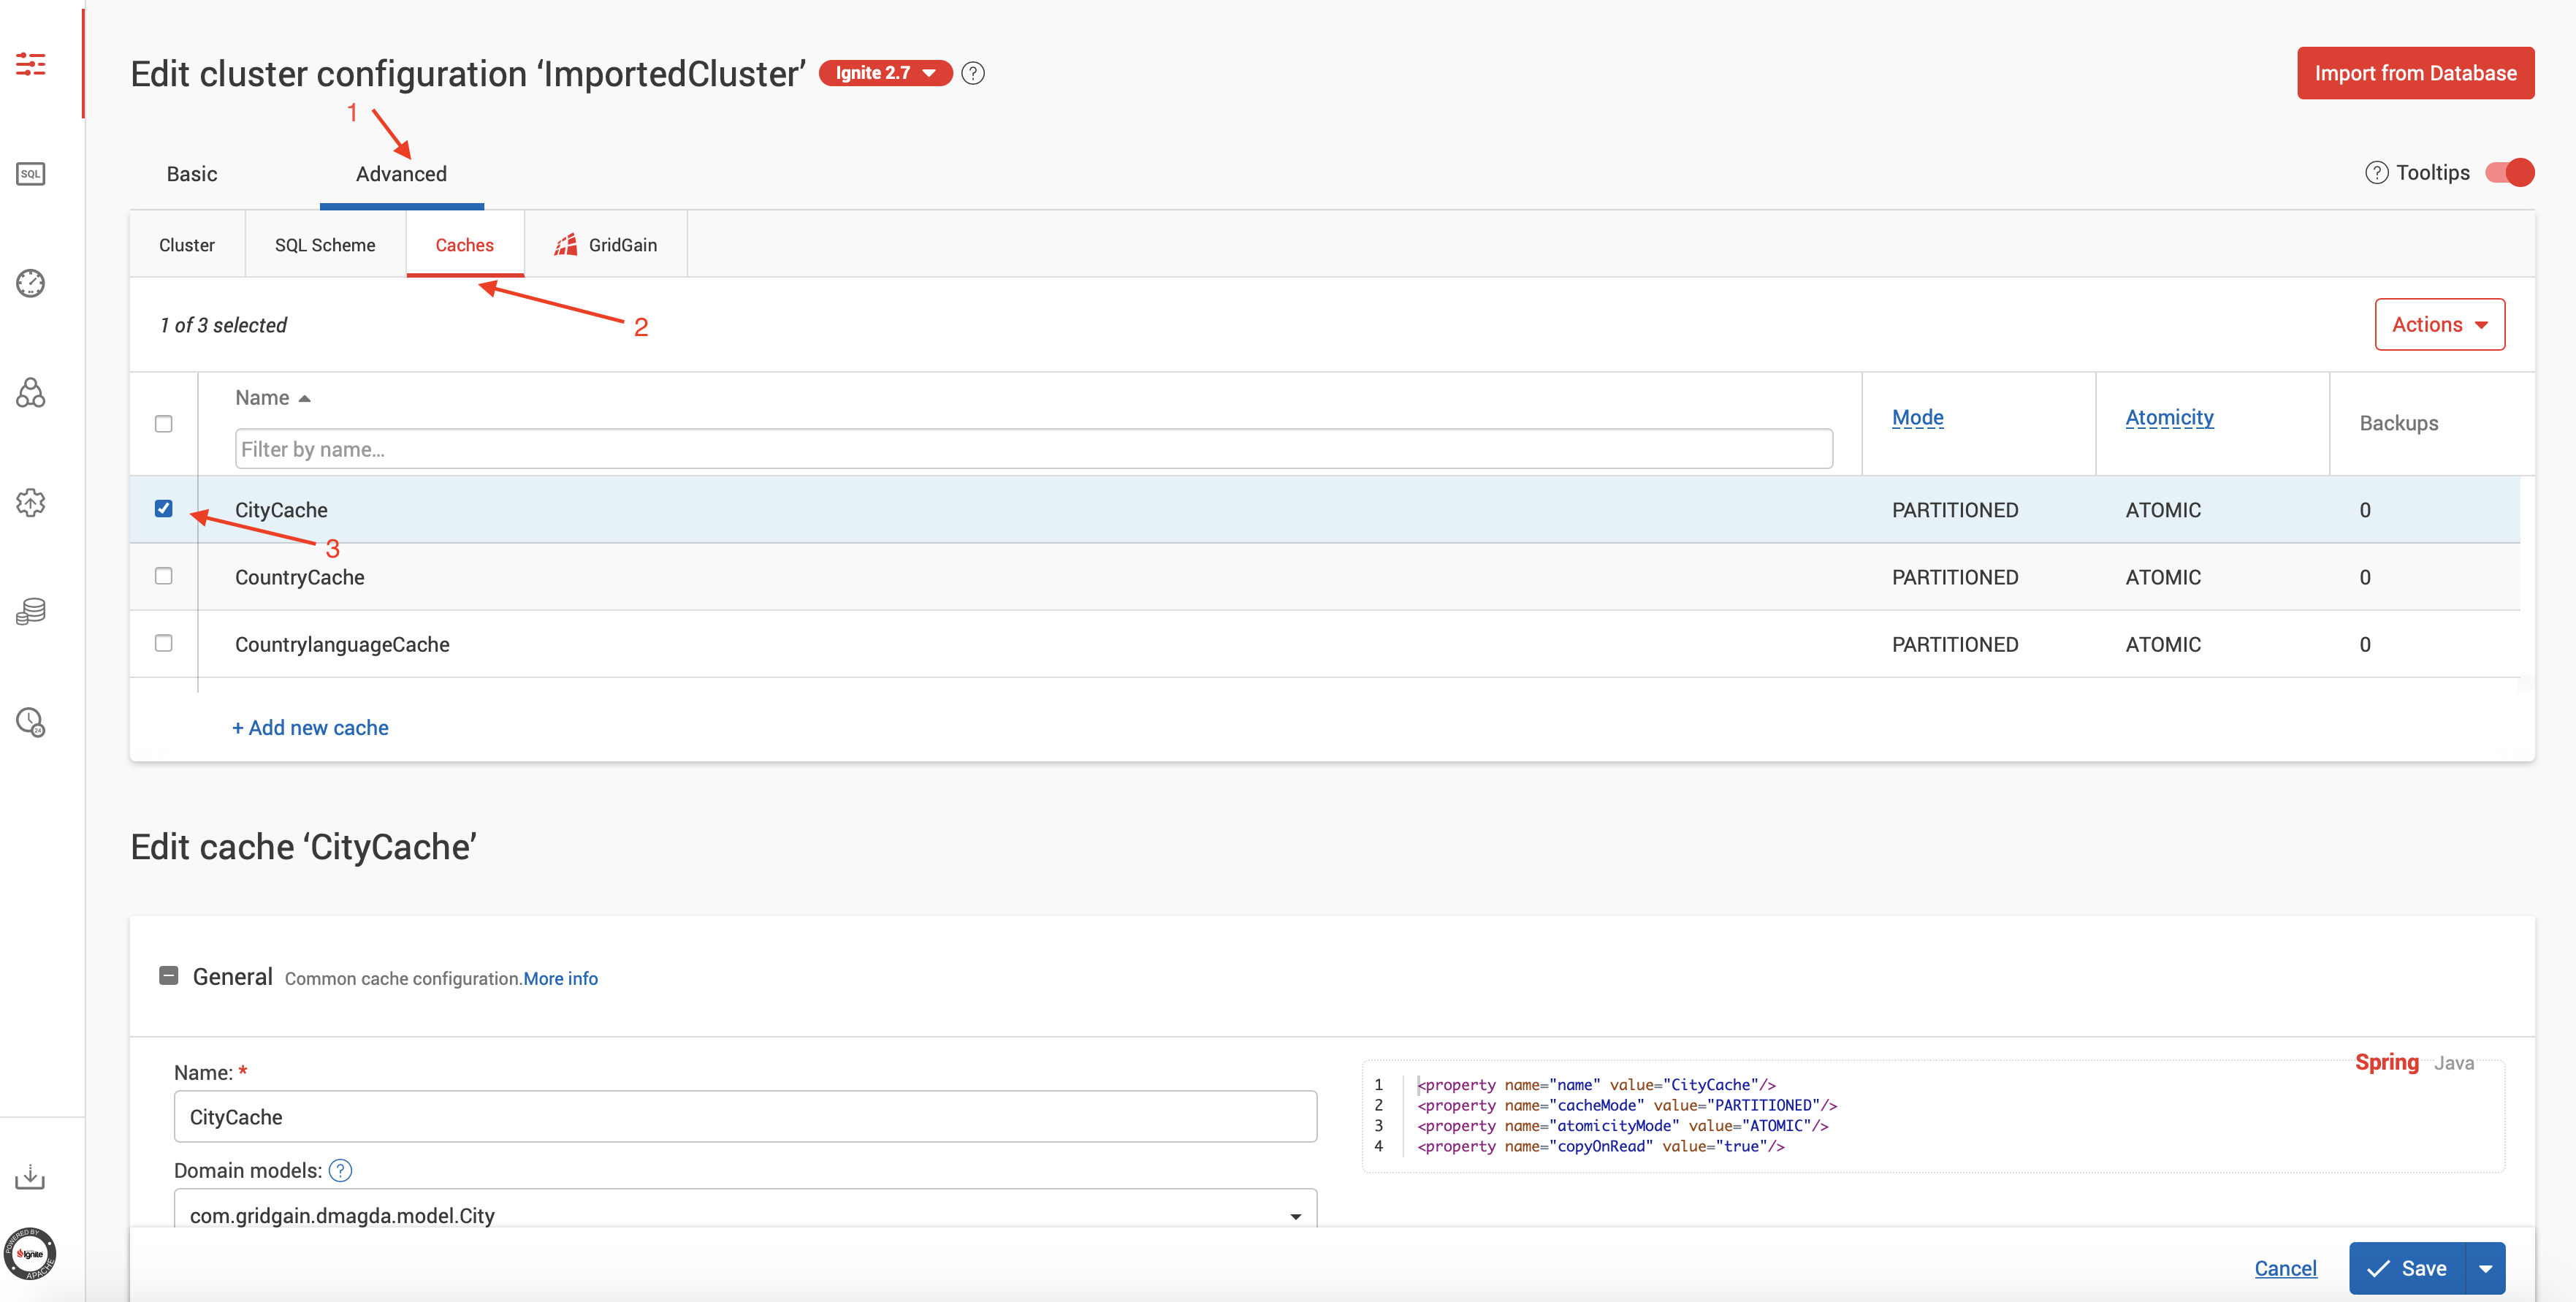 Edit cluster configuration ‘ImportedCluster’ Ignite 2.7 ?
Import from Database
1
SQL
Basic Advanced
? Tooltips
Cluster SQL Scheme Caches GridGain
2
1 of 3 selected
Actions
Name
Filter by name...
Mode Atomicity Backups
CityCache PARTITIONED ATOMIC 0
3
CountryCache PARTITIONED ATOMIC 0
CountrylanguageCache PARTITIONED ATOMIC 0
24
+ Add new cache
Edit cache ‘CityCache’
General Common cache configuration.More info
Name: *
CityCache
Domain models: ?
com.gridgain.dmagda.model.City
Spring Java
1 <property name="name" value="CityCache"/>
2 <property name="cacheMode" value="PARTITIONED"/>
3 <property name="atomicityMode" value="ATOMIC"/>
4 <property name="copyOnRead" value="true"/>
POWERED BY
Ignite
APACHE
Cancel Save